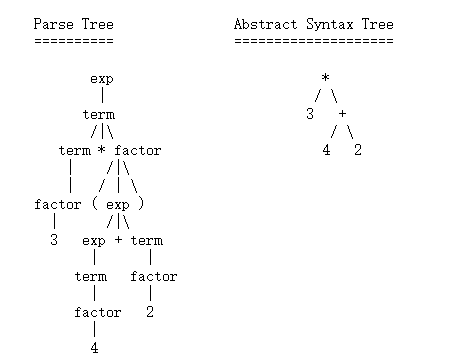 Parse Tree                    Abstract Syntax Tree
==========                    ====================
exp                           *
|                            / \
term                        3   +
/|\                            / \
term * factor                 4   2
|     /|\
|    / | \
factor ( exp )
|       /|\
3   exp + term
|      |
term   factor
|      |
factor   2
|
4